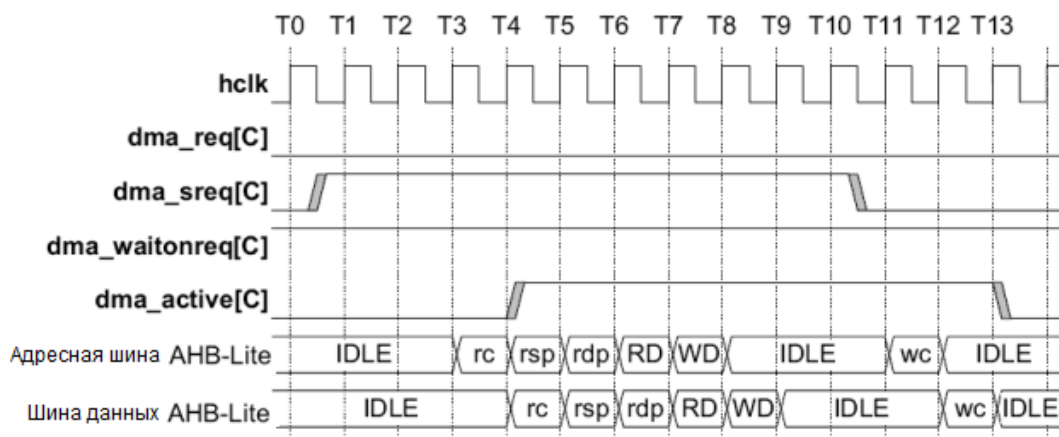 T0 T1 T2 T3 T4 T5 T6 T7 T8 T9 T10 T11 T12 T13
hclk
dma_req[C]
dma_sreq[C]
dma_waitonreq[C]
dma_active[C]
Адресная шина AHB-Lite IDLE rc rsp rdp RD WD IDLE wc IDLE
Шина данных AHB-Lite IDLE rc rsp rdp RD WD IDLE wc IDLE